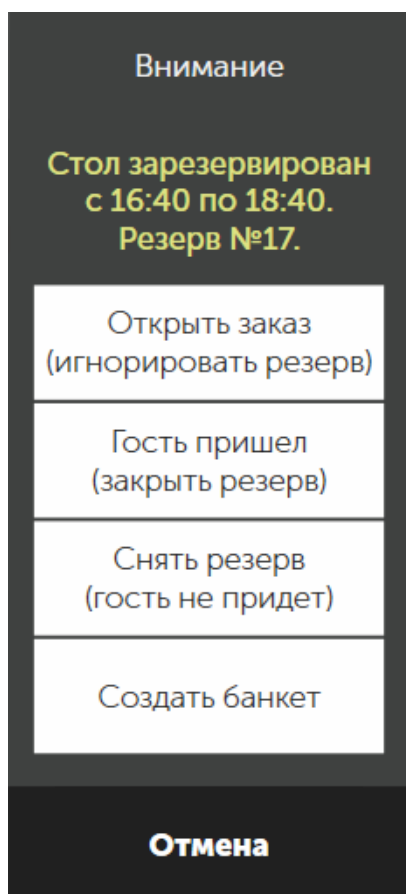 Внимание
Стол зарезервирован
с 16:40 по 18:40.
Резерв №17.
Открыть заказ
(игнорировать резерв)
Гость пришел
(закрыть резерв)
Снять резерв
(гость не придет)
Создать банкет
Отмена